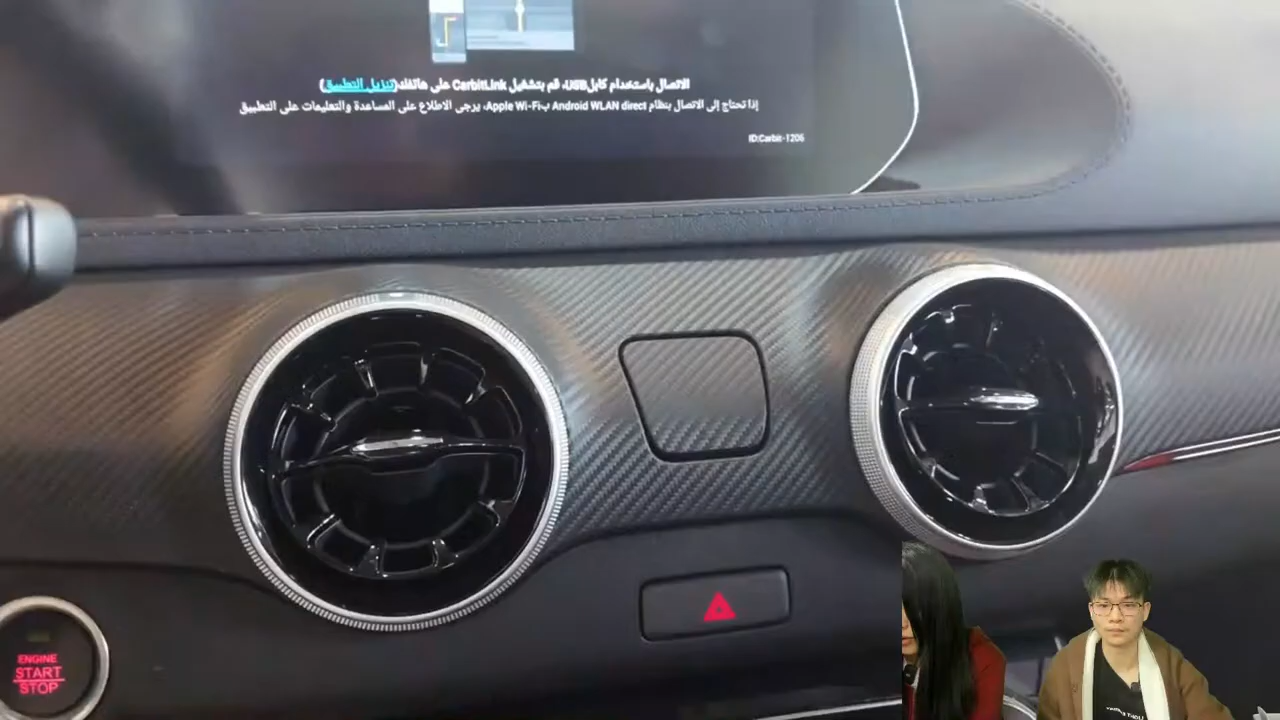 الاتصال باستخدام كابلUSB، قم بتشغيل CarbitLink على هاتفك(تنزيل التطبيق)
إذا تحتاج إلى الاتصال بنظام Android WLAN direct بـApple Wi-Fi، يرجى الاطلاع على المساعدة والتعليمات على التطبيق
ID:Carbit-1206
ENGINE
START
STOP